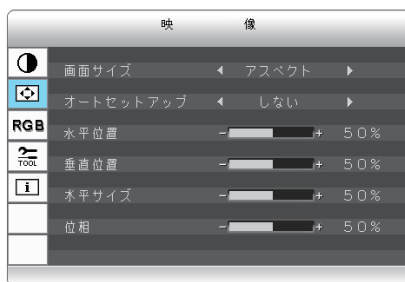 映 像
画面サイズ アスペクト
オートセットアップ しない
水平位置 - + 50%
RGB
垂直位置 - + 50%
TOOL
水平サイズ - + 50%
i
位相 - + 50%